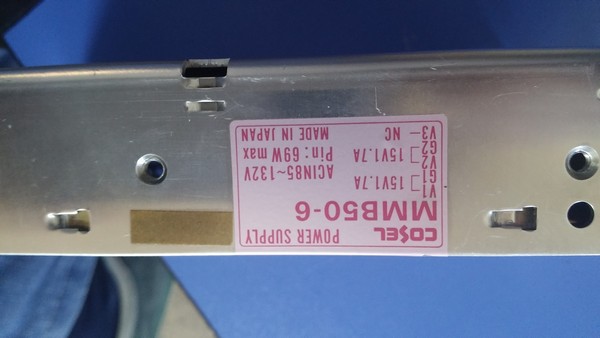 COSEL POWER SUPPLY
MMB50-6
V1 15V1.7A ACIN85~132V
G1
V2 15V1.7A Pin: 69W max
G2
V3 — NC MADE IN JAPAN